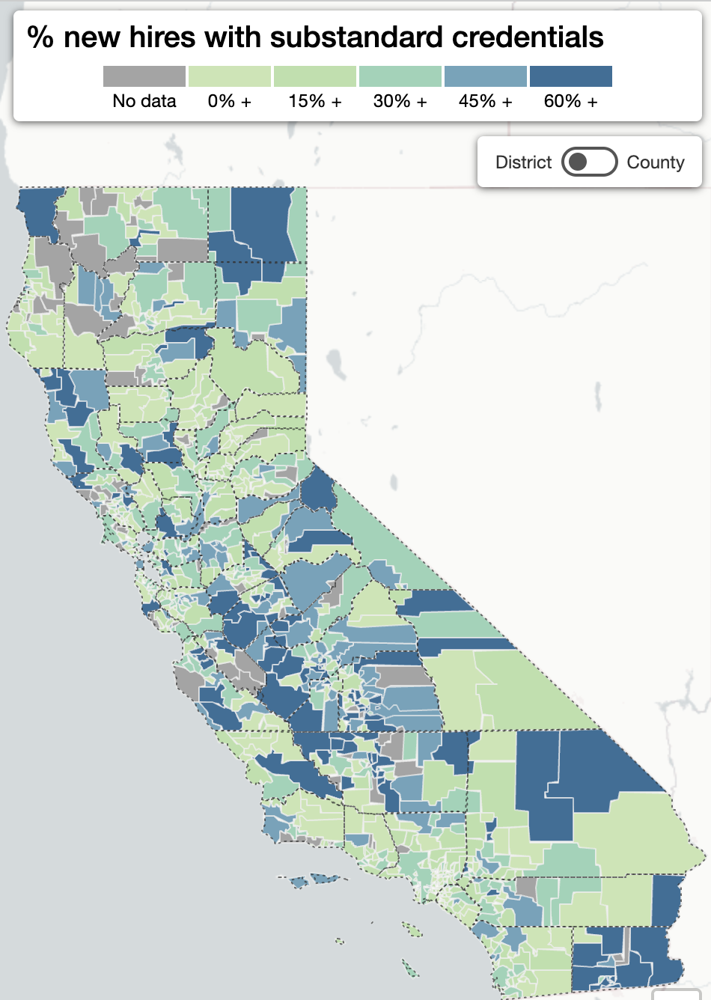 % new hires with substandard credentials
No data 0% + 15% + 30% + 45% + 60% +
District County